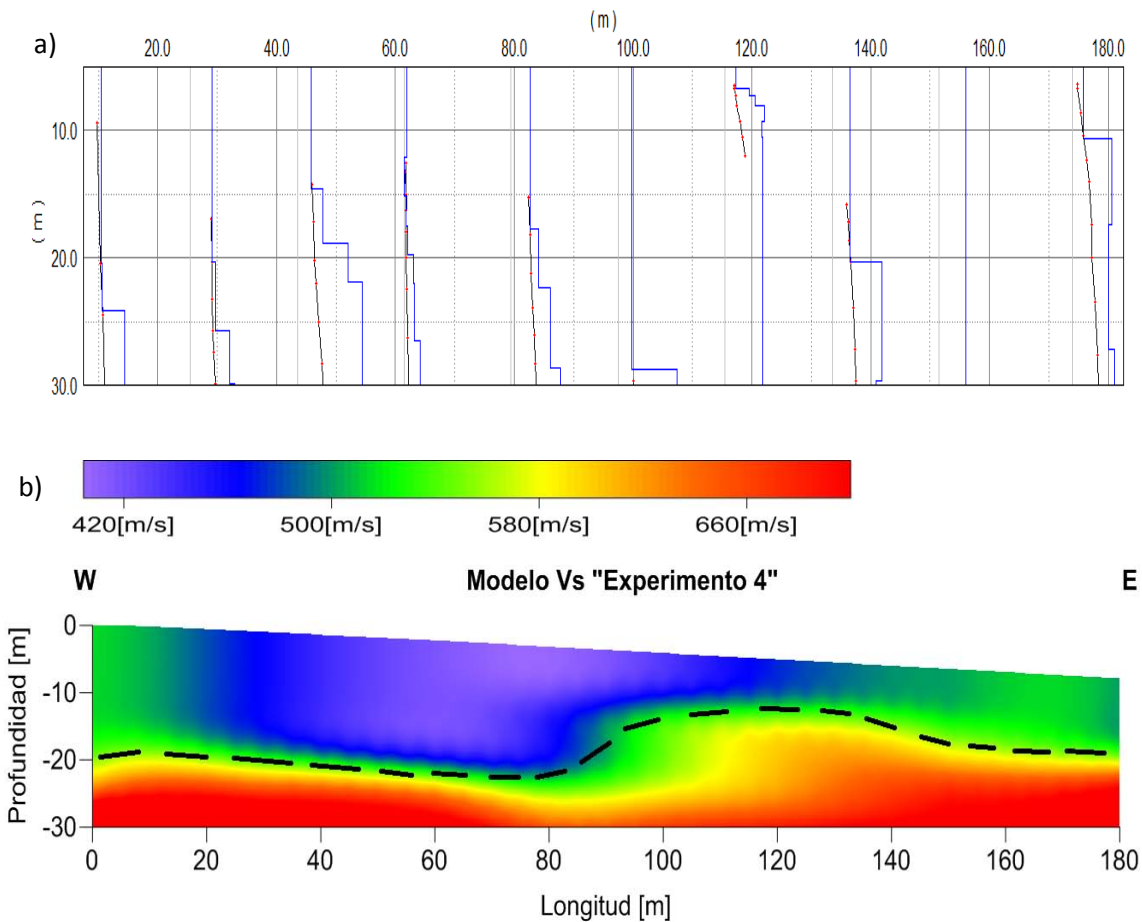 a)
( m )
20.0 40.0 60.0 80.0 100.0 120.0 140.0 160.0 180.0
10.0
( m )
20.0
30.0
b)
420[m/s] 500[m/s] 580[m/s] 660[m/s]
W Modelo Vs "Experimento 4" E
Profundidad [m]
0
-10
-20
-30
0 20 40 60 80 100 120 140 160 180
Longitud [m]